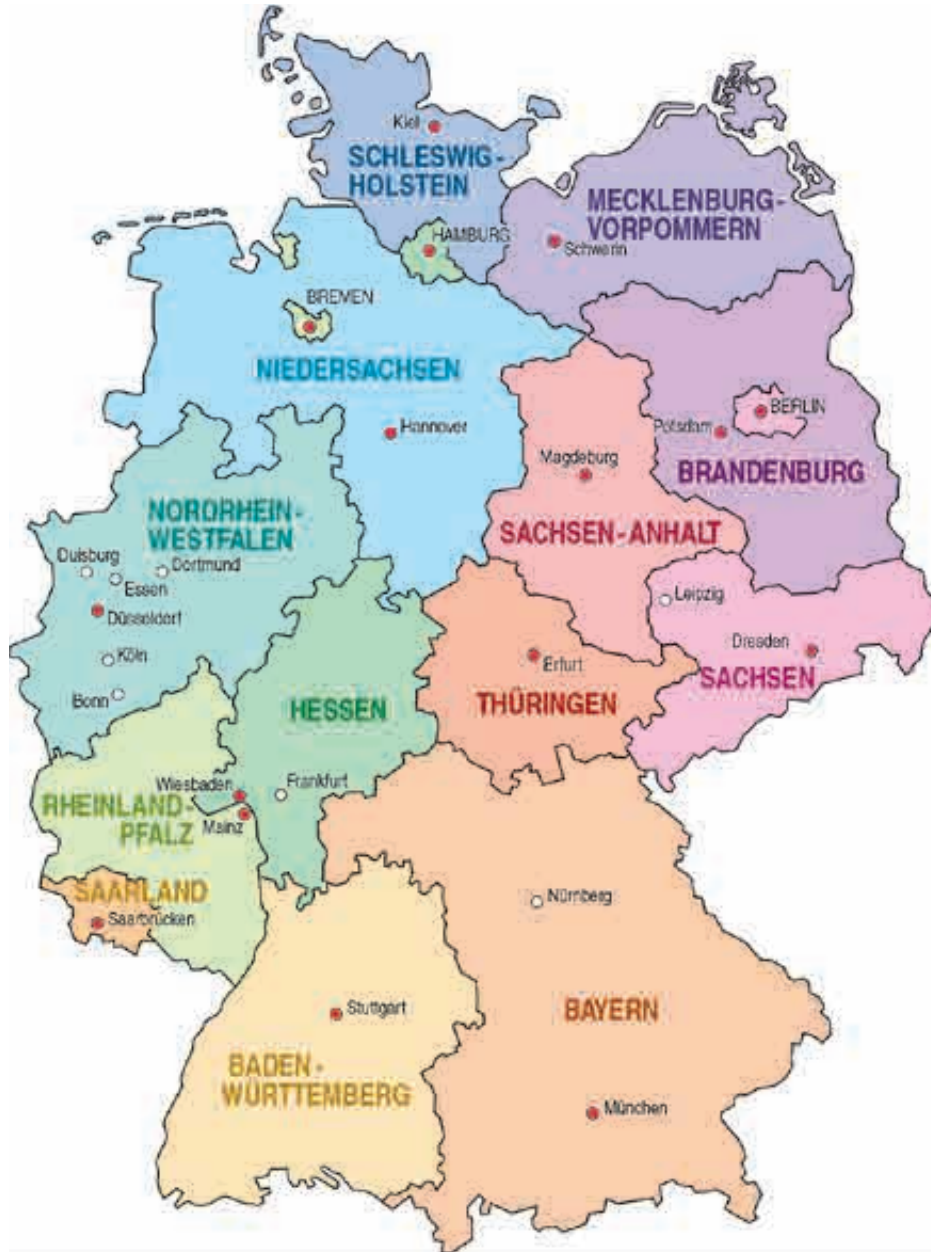 Kiel
SCHLESWIG-
HOLSTEIN
MECKLENBURG-
VORPOMMERN
HAMBURG
Schwerin
BREMEN
NIEDERSACHSEN
BERLIN
Potsdam
Hannover
Magdeburg
BRANDENBURG
NORDRHEIN-
WESTFALEN
SACHSEN-ANHALT
Duisburg
Dortmund
Essen
Leipzig
Düsseldorf
Dresden
Köln
Erfurt
SACHSEN
Bonn
HESSEN
THÜRINGEN
Wiesbaden
Frankfurt
RHEINLAND-
PFALZ
Mainz
SAARLAND
Nürnberg
Saarbrücken
Stuttgart
BAYERN
BADEN-
WÜRTTEMBERG
München